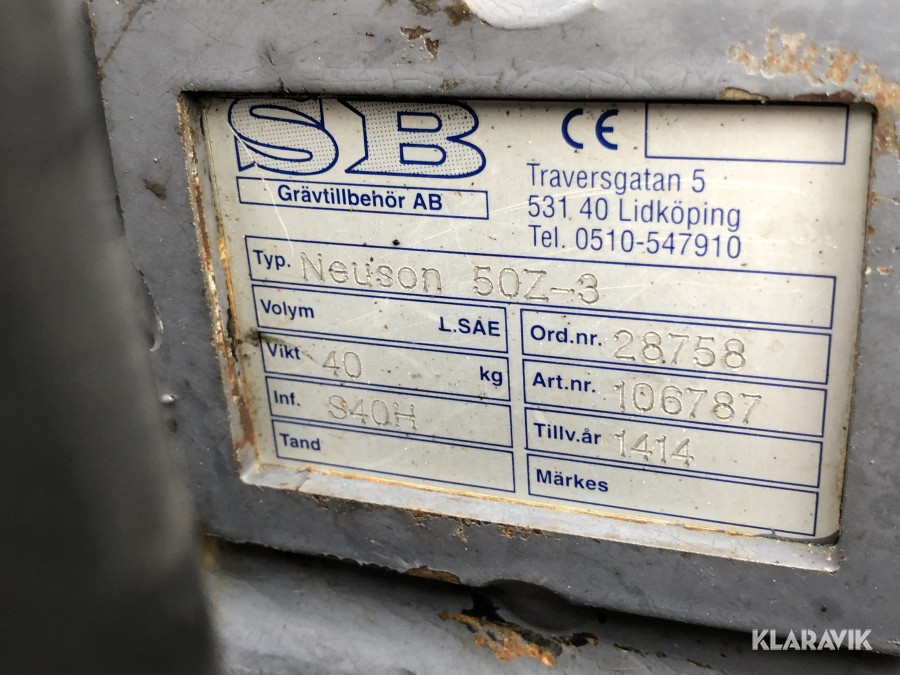 SB
CE
Grävtillbehör AB
Traversgatan 5
531 40 Lidköping
Tel. 0510-547910
Typ. Neuson 50Z-3
Volym L.SAE
Vikt 40 kg
Inf. S40H
Tand
Ord.nr. 28758
Art.nr. 106787
Tillv.år 1414
Märkes
KLARAVIK